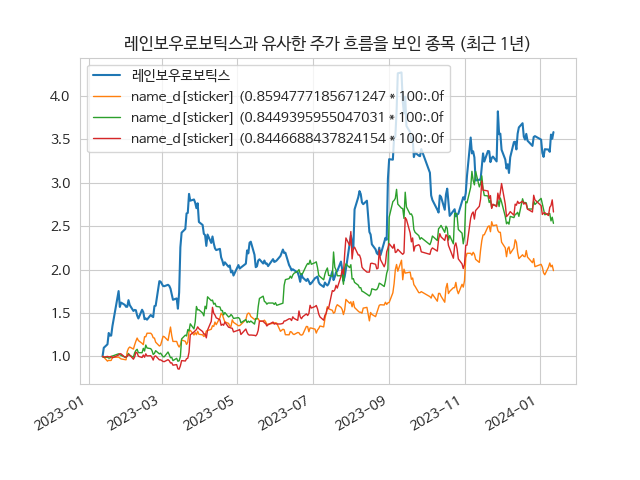 레인보우로보틱스과 유사한 주가 흐름을 보인 종목 (최근 1년)
레인보우로보틱스
name_d[sticker] (0.8594777185671247 * 100:.0f
name_d[sticker] (0.8449395955047031 * 100:.0f
name_d[sticker] (0.8446688437824154 * 100:.0f
4.0
3.5
3.0
2.5
2.0
1.5
1.0
2023-01
2023-03
2023-05
2023-07
2023-09
2023-11
2024-01